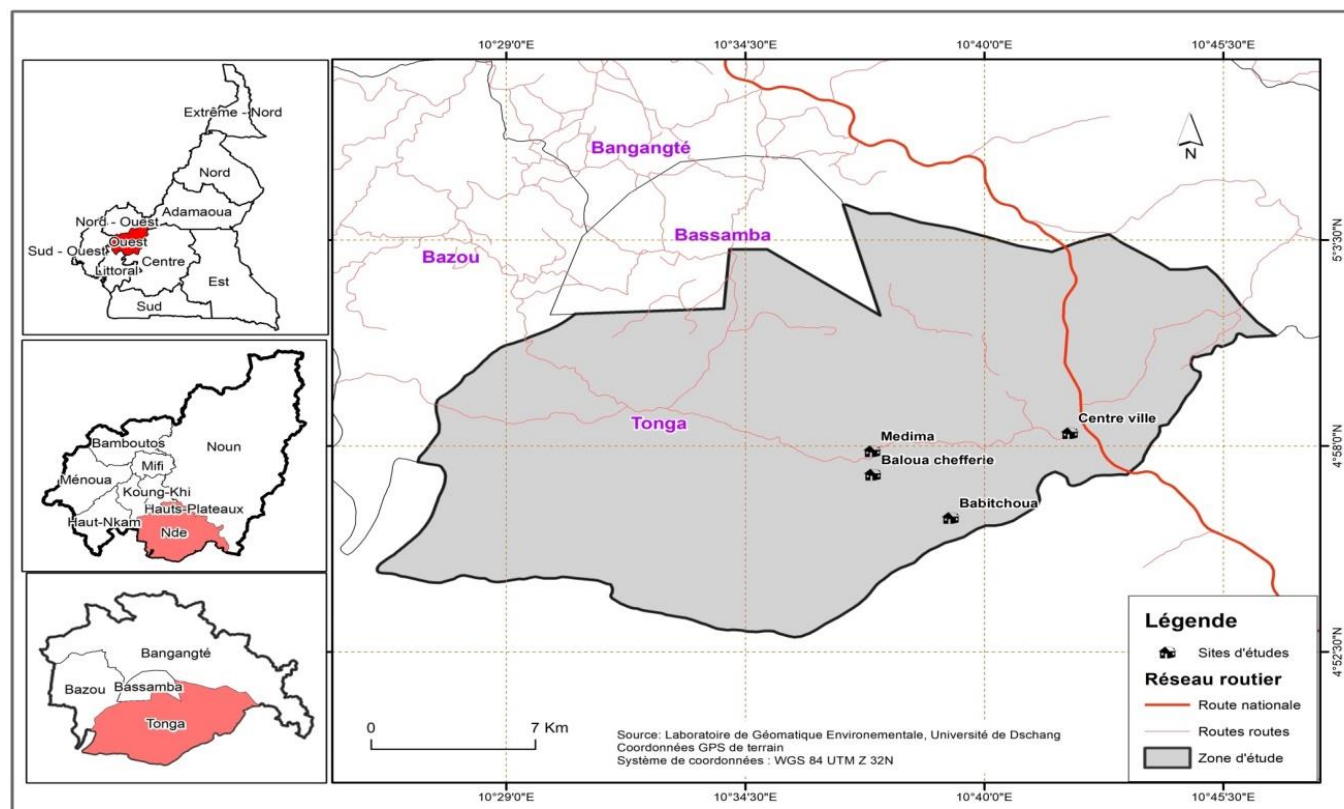 Extrême - Nord
Nord
Adamaoua
Nord - Ouest
Ouest
Sud - Ouest
Centre
Littoral
Est
Sud
Bamboutos
Noun
Mifi
Ménoua
Koung-Khi
Hauts-Plateaux
Haut-Nkam
Nde
Bangangté
Bazou
Bassamba
Tonga
10°29'0"E
10°34'30"E
10°40'0"E
10°45'30"E
N
Bangangté
Bassamba
Bazou
Tonga
Centre ville
Medima
Baloua chefferie
Babitchoua
5°3'30"N
4°58'0"N
4°52'30"N
0
7 Km
Source: Laboratoire de Géomatique Environementale, Université de Dschang
Coordonnées GPS de terrain
Système de coordonnées : WGS 84 UTM Z 32N
Légende
Sites d'études
Réseau routier
Route nationale
Routes routes
Zone d'étude
10°29'0"E
10°34'30"E
10°40'0"E
10°45'30"E